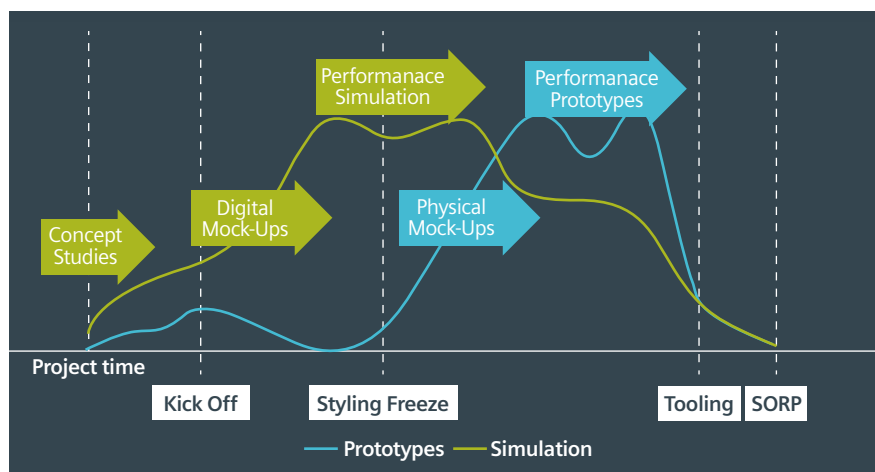 Performanace
Simulation
Performanace
Prototypes
Digital
Mock-Ups
Physical
Mock-Ups
Concept
Studies
Project time
Kick Off
Styling Freeze
Tooling
SORP
Prototypes
Simulation